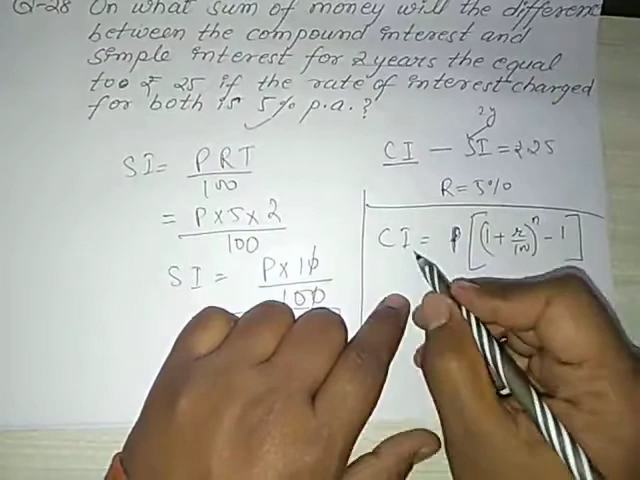 Q-28 On what sum of money will the differenc
between the compound interest and
simple interest for 2 years the equal
too ₹ 25 if the rate of interest charged
for both is 5% p.a.?
2y
CI - SI = ₹25
R = 5%
SI = PRT/100
= P×5×2/100
SI = P×10/100
CI = P[(1+r/100)^n - 1]